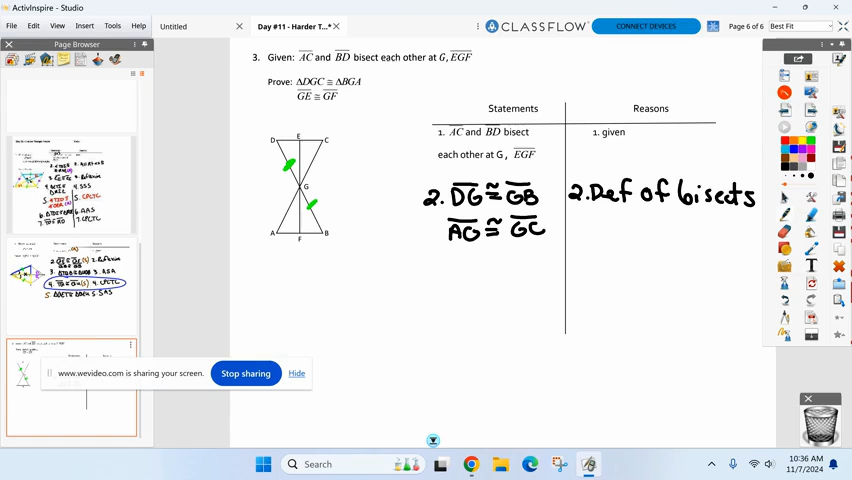 ActivInspire - Studio
File Edit View Insert Tools Help
Untitled
Day #11 - Harder T...*
CLASSFLOW
CONNECT DEVICES
Page 6 of 6
Best Fit
Page Browser
3. Given: AC and BD bisect each other at G, EGF
Prove: ΔDGC ≅ ΔBGA
GE ≅ GF
Statements Reasons
1. AC and BD bisect 1. given
each other at G, EGF
2. DG ≅ GB 2. Def of bisects
AG ≅ GC
D E C
G
A F B
www.wevideo.com is sharing your screen.
Stop sharing
Hide
Search
10:36 AM
11/7/2024